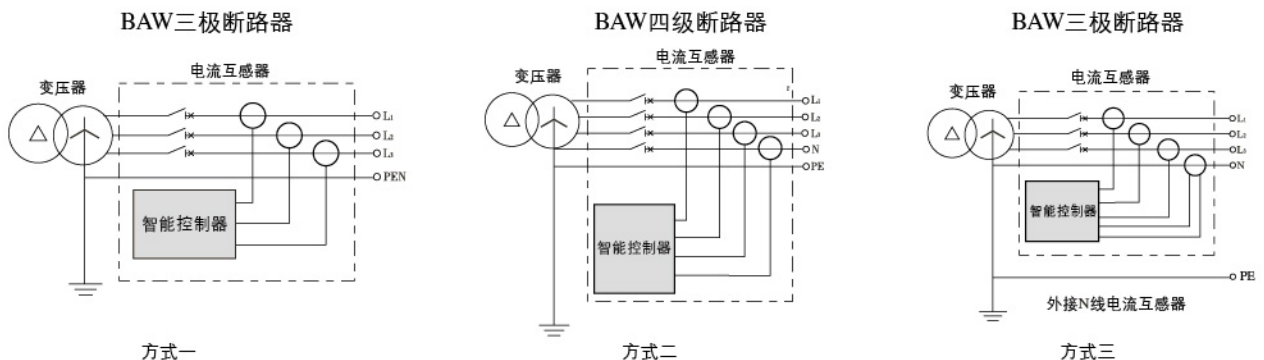 BAW三极断路器
变压器
电流互感器
L₁
L₂
L₃
PEN
智能控制器
方式一
BAW四级断路器
变压器
电流互感器
L₁
L₂
L₃
N
PE
智能控制器
方式二
BAW三极断路器
变压器
电流互感器
L₁
L₂
L₃
N
智能控制器
PE
外接N线电流互感器
方式三